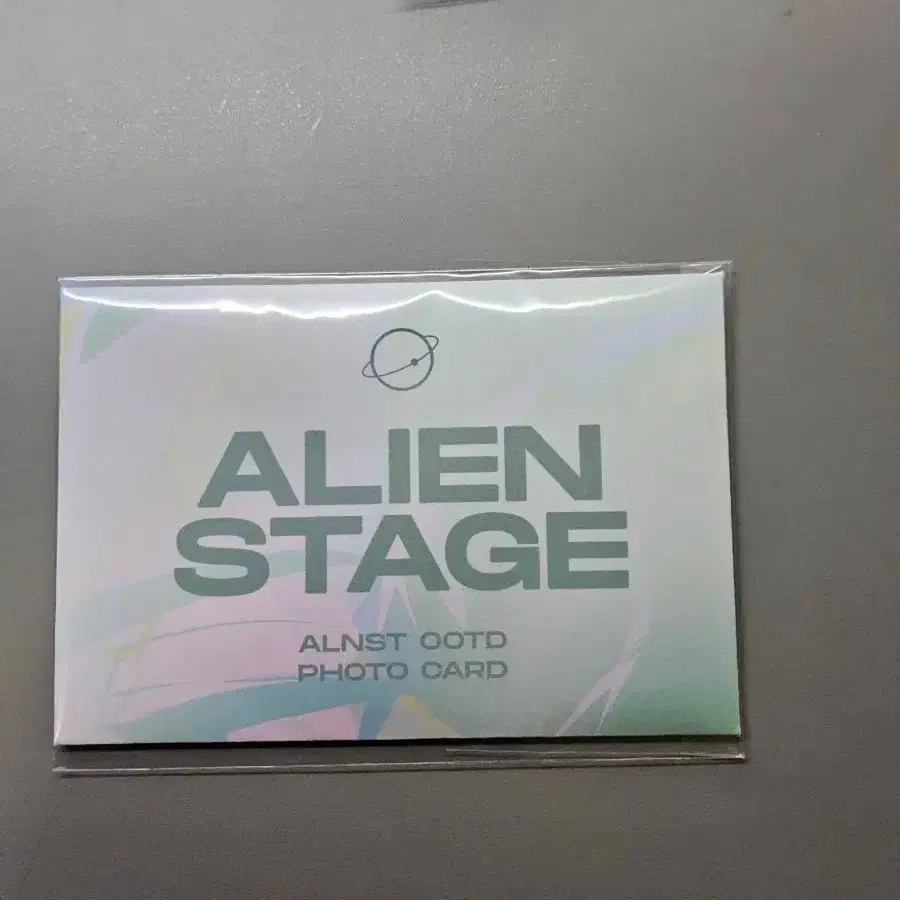 ALIEN
STAGE
ALNST OOTD
PHOTO CARD